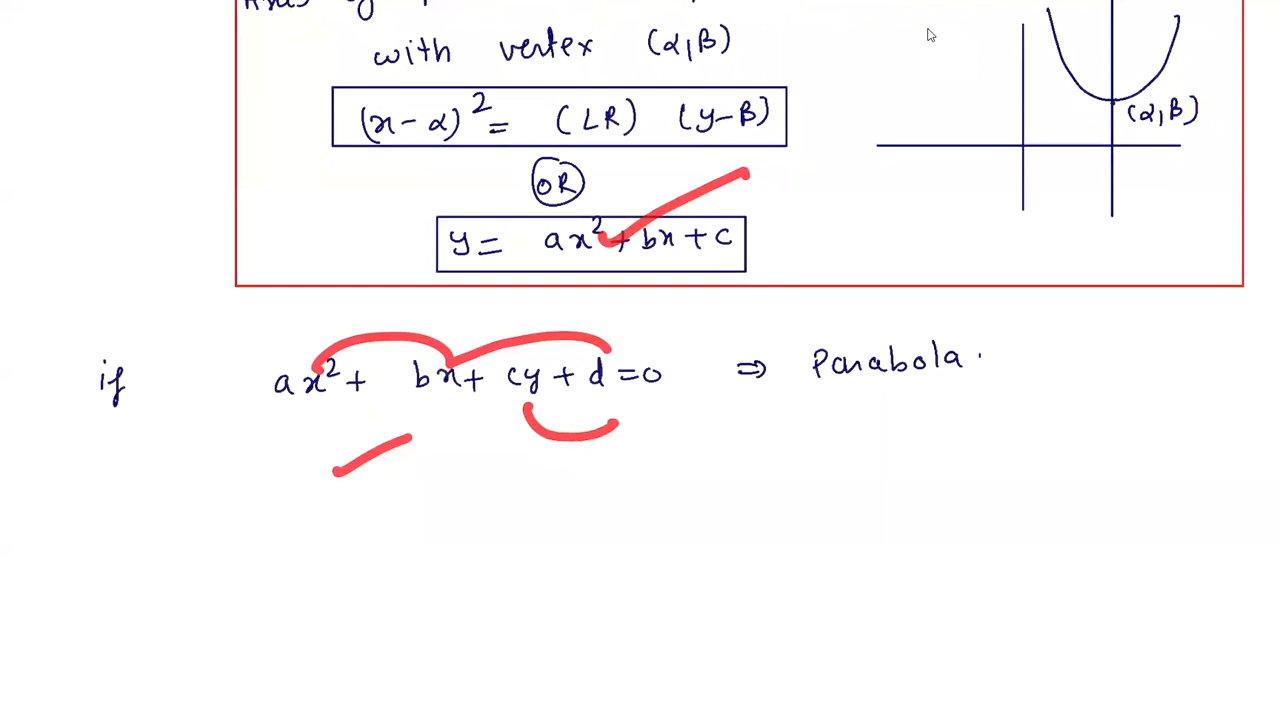 with vertex (α,β)
(x-α)² = (LR) (y-β)
OR
y = ax² + bx + c
(α,β)
if ax² + bx + cy + d = 0 ⇒ Parabola.